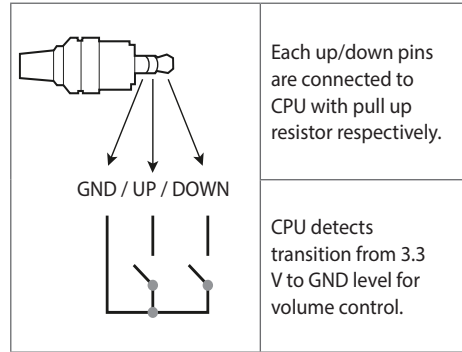 GND / UP / DOWN
Each up/down pins
are connected to
CPU with pull up
resistor respectively.
CPU detects
transition from 3.3
V to GND level for
volume control.